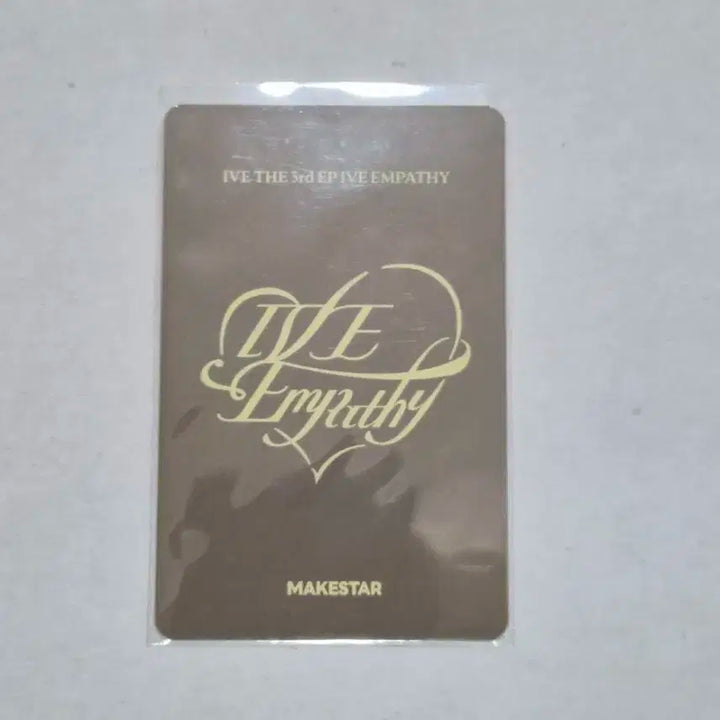 IVE THE 3rd EP IVE EMPATHY
IVE
Empathy
MAKESTAR